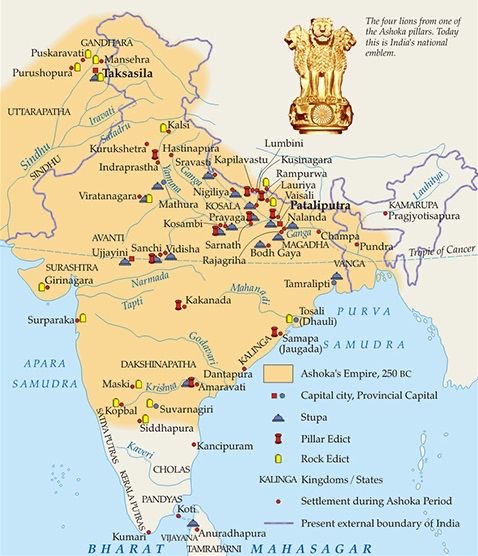 The four lions from one of
the Ashoka pillars. Today
this is India's national
emblem.
GANDHARA
Puskaravati
Mansehra
Purushopura
Taksasila
UTTARAPATHA
Iravati
Satadru
Kalsi
Sindhu
SINDHU
Kurukshetra
Hastinapura
Lumbini
Indraprastha
Sravasti
Kapilavastu
Kusinagara
Rampurwa
Lauriya
Vaisali
Yamuna
Ganga
Nigiliya
Lauhitya
Viratanagara
Mathura
KOSALA
Pataliputra
KAMARUPA
Pragjyotisapura
Prayaga
Nalanda
Kosambi
Ganga
Champa
AVANTI
Sanchi
Vidisha
Sarnath
MAGADHA
Pundra
Ujjayini
Rajagriha
Bodh Gaya
Tropic of Cancer
SURASHTRA
VANGA
Girinagara
Narmada
Tamralipti
Tapti
Kakanada
Mahanadi
Surparaka
Tosali
(Dhauli)
PURVA
SAMUDRA
Godavari
KALINGA
Samapa
(Jaugada)
APARA
SAMUDRA
DAKSHINAPATHA
Dantapura
Maski
Krishna
Amaravati
Kopbal
Suvarnagiri
Siddhapura
SATIYA PUTRAS
Kaveri
Kancipuram
KERALA PUTRAS
CHOLAS
PANDYAS
Koti
Kumari
Anuradhapura
VIJAYANA
TAMRAPARNI
BHARAT MAHASAGAR
Ashoka's Empire, 250 BC
Capital city, Provincial Capital
Stupa
Pillar Edict
Rock Edict
KALINGA Kingdoms / States
Settlement during Ashoka Period
Present external boundary of India